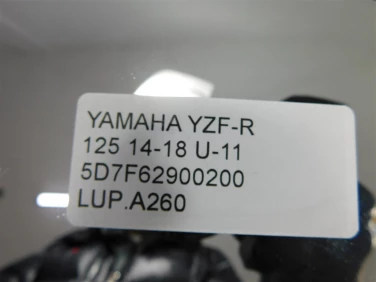 YAMAHA YZF-R
125 14-18 U-11
5D7F62900200
LUP.A260